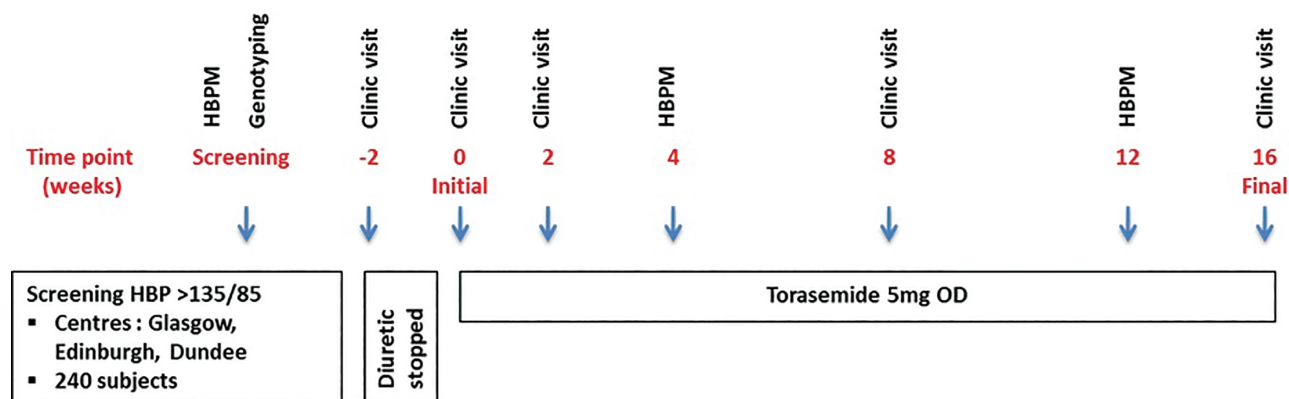 HBPM
Genotyping
Clinic visit
Clinic visit
Clinic visit
HBPM
Clinic visit
HBPM
Clinic visit
Time point
(weeks)
Screening
-2
0
Initial
2
4
8
12
16
Final
Screening HBP >135/85
▪ Centres : Glasgow,
Edinburgh, Dundee
▪ 240 subjects
Diuretic
stopped
Torasemide 5mg OD